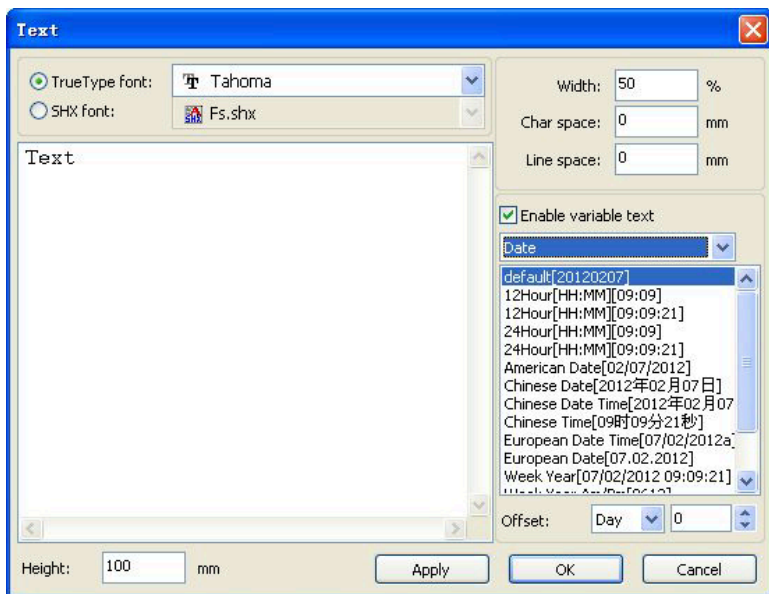 Text
TrueType font: Tahoma
SHX font: Fs.shx
Text
Width: 50 %
Char space: 0 mm
Line space: 0 mm
Enable variable text
Date
default[20120207]
12Hour[HH:MM][09:09]
12Hour[HH:MM][09:09:21]
24Hour[HH:MM][09:09]
24Hour[HH:MM][09:09:21]
American Date[02/07/2012]
Chinese Date[2012年02月07日]
Chinese Date Time[2012年02月07
Chinese Time[09时09分21秒]
European Date Time[07/02/2012a]
European Date[07.02.2012]
Week Year[07/02/2012 09:09:21]
Offset: Day 0
Height: 100 mm
Apply OK Cancel